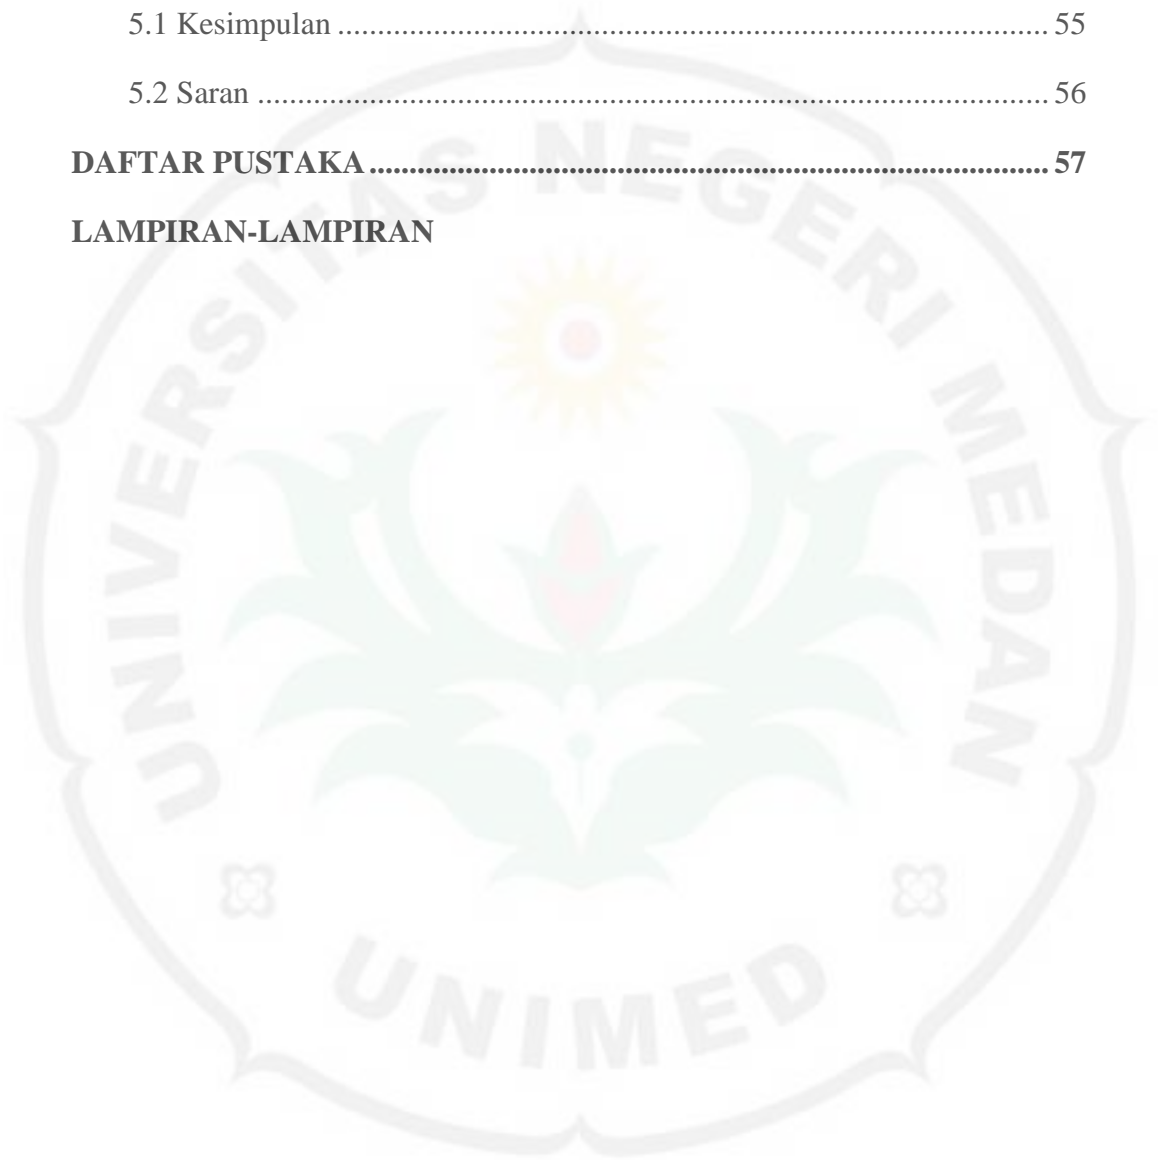 5.1 Kesimpulan ......................................................................................... 55
5.2 Saran ................................................................................................... 56
DAFTAR PUSTAKA..................................................................................... 57
LAMPIRAN-LAMPIRAN
UNIVERSITAS NEGERI MEDAN
UNIMED